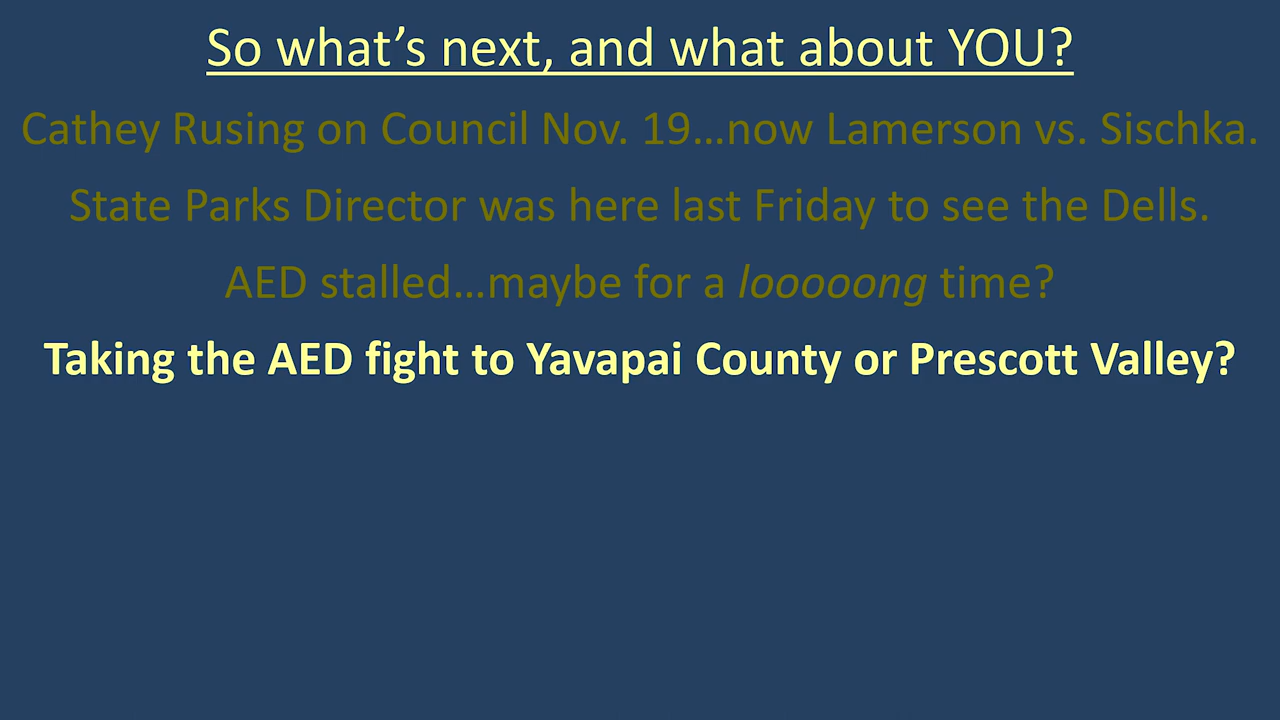 So what’s next, and what about YOU?
Cathey Rusing on Council Nov. 19…now Lamerson vs. Sischka.
State Parks Director was here last Friday to see the Dells.
AED stalled…maybe for a looooong time?
Taking the AED fight to Yavapai County or Prescott Valley?